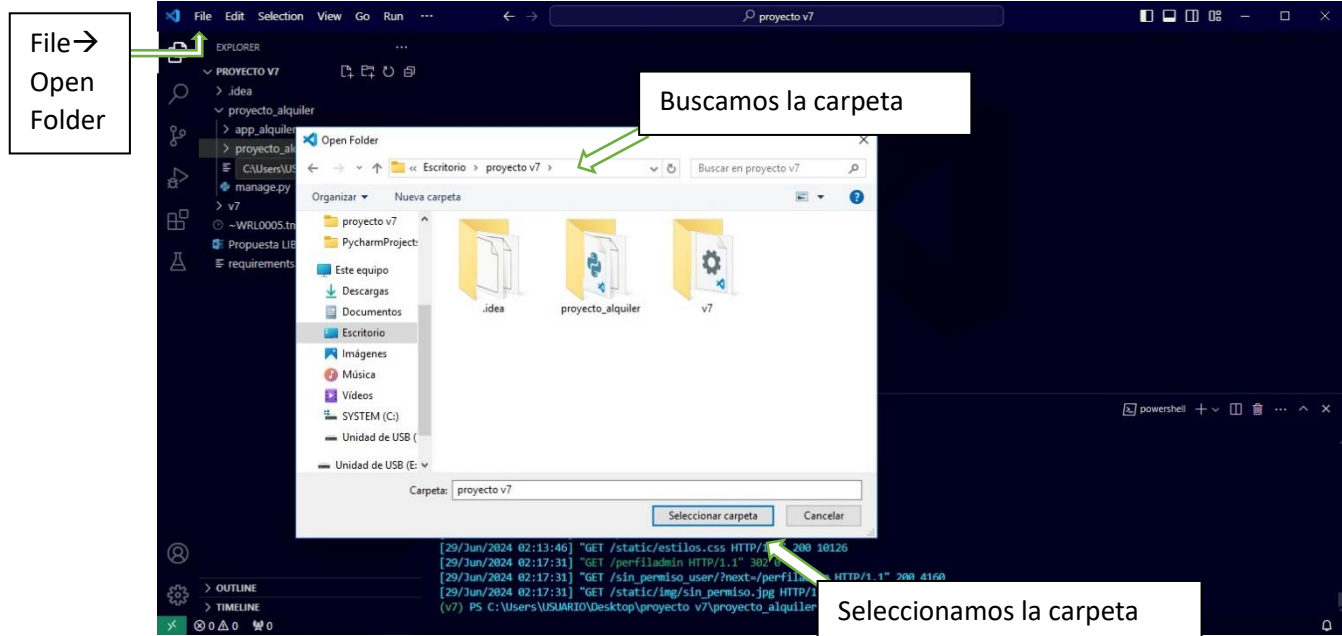 File→
Open
Folder
File Edit Selection View Go Run ··· ← → proyecto v7
EXPLORER ···
PROYECTO V7
> .idea
proyecto_alquiler
> app_alquiler
> proyecto_al
C:\Users\US
manage.py
> v7
~WRL0005.tm
Propuesta LIB
requirements
Buscamos la carpeta
Open Folder
« Escritorio > proyecto v7 >
Buscar en proyecto v7
Organizar Nueva carpeta
proyecto v7
PycharmProjects
Este equipo
Descargas
Documentos
Escritorio
Imágenes
Música
Vídeos
SYSTEM (C:)
Unidad de USB (
Unidad de USB (E:
.idea proyecto_alquiler v7
Carpeta: proyecto v7
Seleccionar carpeta Cancelar
powershell
[29/Jun/2024 02:13:46] "GET /static/estilos.css HTTP/1 200 10126
[29/Jun/2024 02:17:31] "GET /perfiladmin HTTP/1.1" 302 0
[29/Jun/2024 02:17:31] "GET /sin_permiso_user/?next=/perfila HTTP/1.1" 200 4160
[29/Jun/2024 02:17:31] "GET /static/img/sin_permiso.jpg HTTP/1
(v7) PS C:\Users\USUARIO\Desktop\proyecto v7\proyecto_alquiler
Seleccionamos la carpeta
> OUTLINE
> TIMELINE
0 0 0